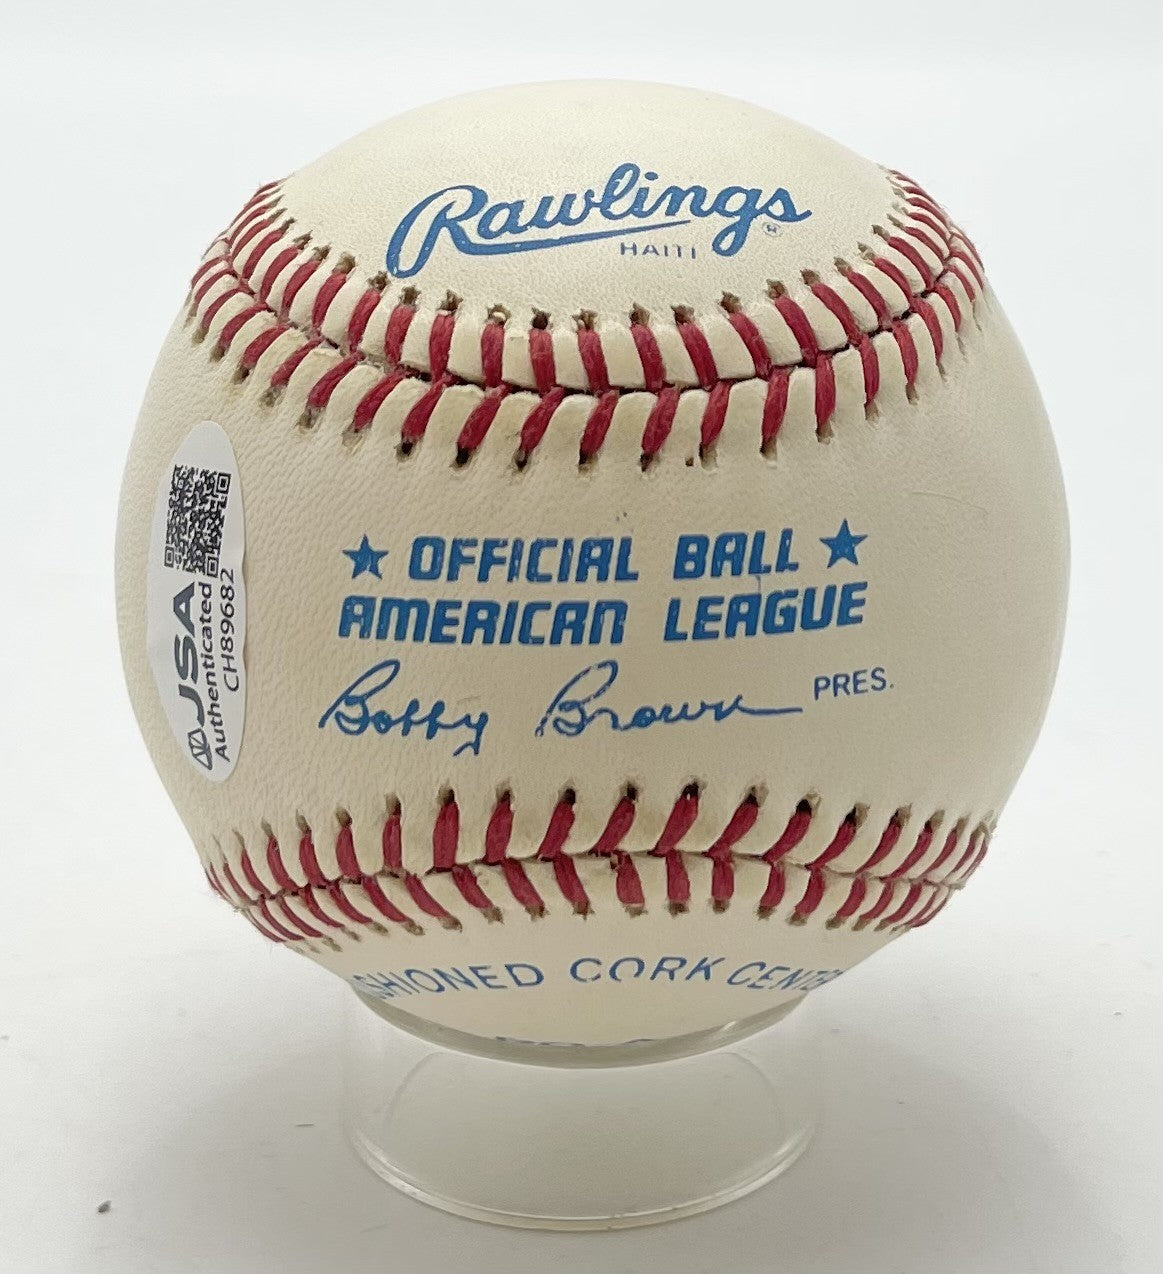 Rawlings ®
HAITI
★ OFFICIAL BALL ★
AMERICAN LEAGUE
Bobby Brown PRES.
JSA
Authenticated
CH89682
SHIONED CORK CENTE